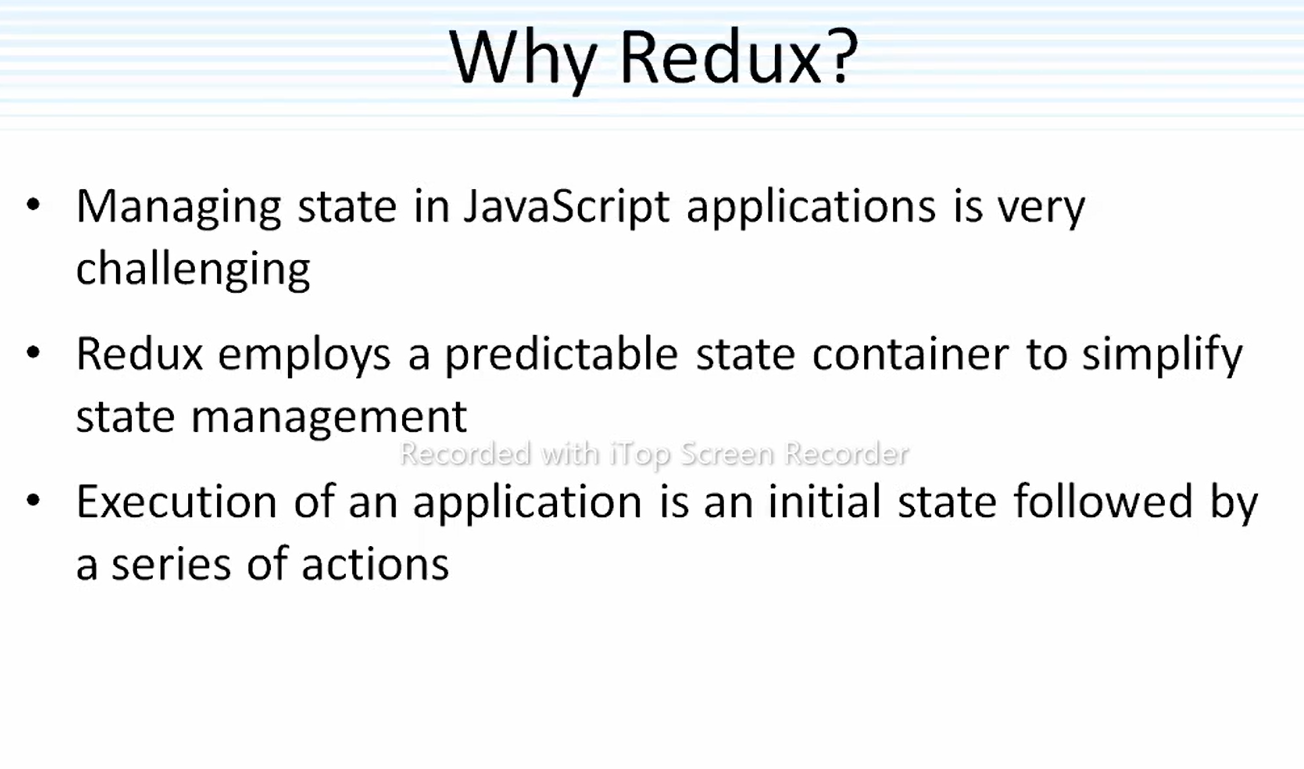 Why Redux?
• Managing state in JavaScript applications is very
challenging
• Redux employs a predictable state container to simplify
state management
Recorded with iTop Screen Recorder
• Execution of an application is an initial state followed by
a series of actions